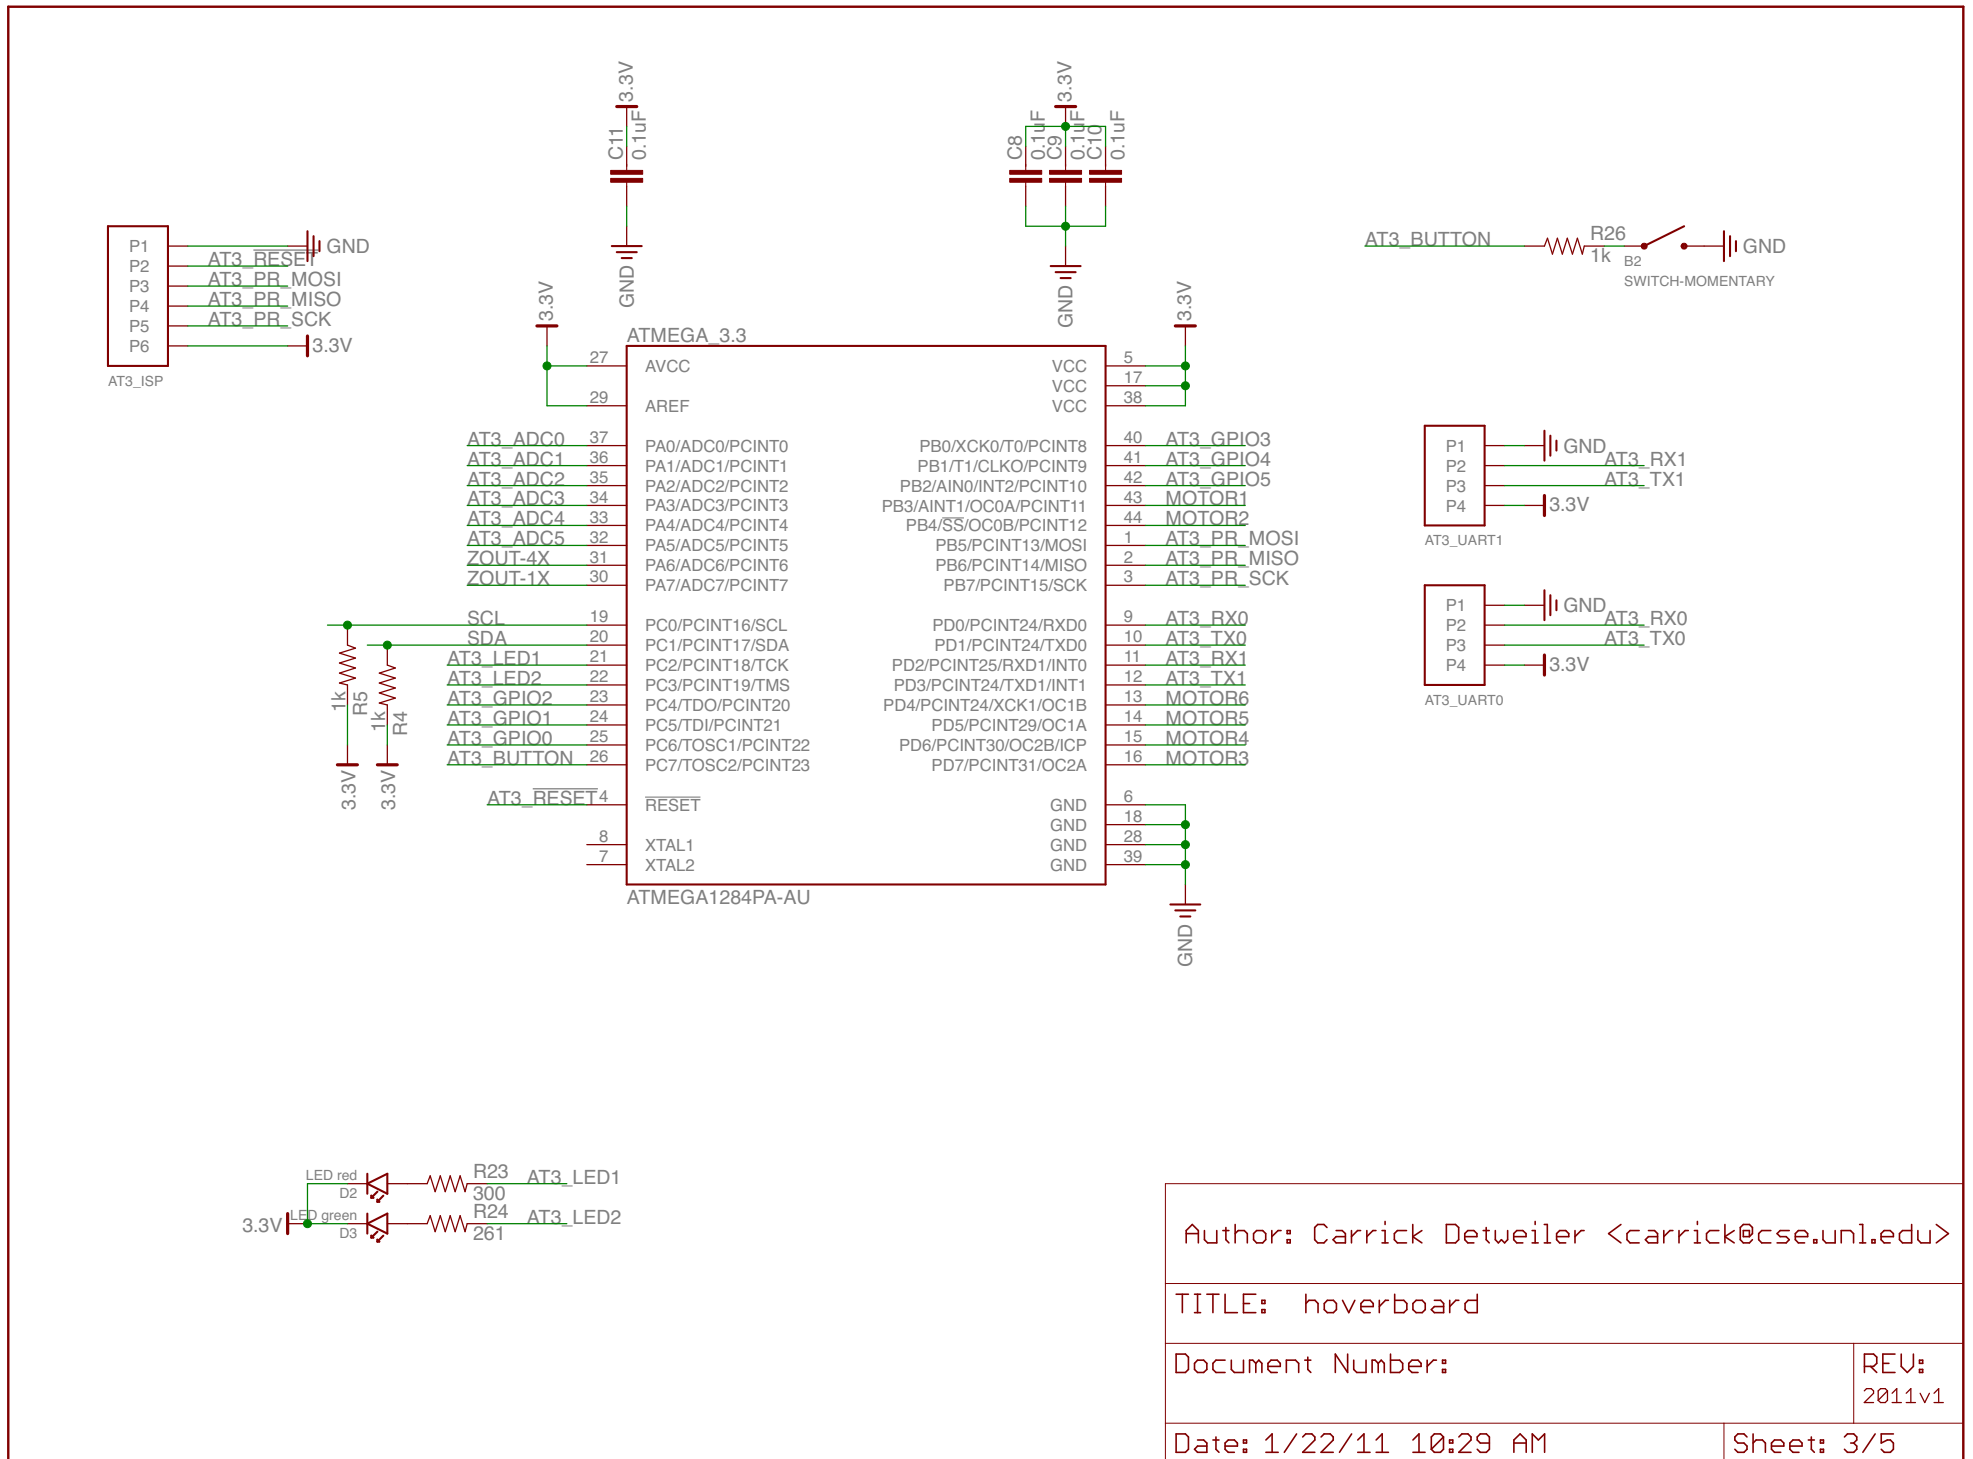 3.3V
C11
0.1uF
GND
3.3V
C8
0.1uF
C9
0.1uF
C10
0.1uF
GND
P1 GND
P2 AT3_RESET
P3 AT3_PR_MOSI
P4 AT3_PR_MISO
P5 AT3_PR_SCK
P6 3.3V
AT3_ISP
AT3_BUTTON R26 1k B2 GND
SWITCH-MOMENTARY
3.3V
3.3V
ATMEGA_3.3
27 AVCC
29 AREF
AT3_ADC0 37 PA0/ADC0/PCINT0
AT3_ADC1 36 PA1/ADC1/PCINT1
AT3_ADC2 35 PA2/ADC2/PCINT2
AT3_ADC3 34 PA3/ADC3/PCINT3
AT3_ADC4 33 PA4/ADC4/PCINT4
AT3_ADC5 32 PA5/ADC5/PCINT5
ZOUT-4X 31 PA6/ADC6/PCINT6
ZOUT-1X 30 PA7/ADC7/PCINT7
SCL 19 PC0/PCINT16/SCL
SDA 20 PC1/PCINT17/SDA
AT3_LED1 21 PC2/PCINT18/TCK
AT3_LED2 22 PC3/PCINT19/TMS
AT3_GPIO2 23 PC4/TDO/PCINT20
AT3_GPIO1 24 PC5/TDI/PCINT21
AT3_GPIO0 25 PC6/TOSC1/PCINT22
AT3_BUTTON 26 PC7/TOSC2/PCINT23
AT3_RESET 4 RESET
8 XTAL1
7 XTAL2
VCC 5
VCC 17
VCC 38
PB0/XCK0/T0/PCINT8 40 AT3_GPIO3
PB1/T1/CLKO/PCINT9 41 AT3_GPIO4
PB2/AIN0/INT2/PCINT10 42 AT3_GPIO5
PB3/AINT1/OC0A/PCINT11 43 MOTOR1
PB4/SS/OC0B/PCINT12 44 MOTOR2
PB5/PCINT13/MOSI 1 AT3_PR_MOSI
PB6/PCINT14/MISO 2 AT3_PR_MISO
PB7/PCINT15/SCK 3 AT3_PR_SCK
PD0/PCINT24/RXD0 9 AT3_RX0
PD1/PCINT24/TXD0 10 AT3_TX0
PD2/PCINT25/RXD1/INT0 11 AT3_RX1
PD3/PCINT24/TXD1/INT1 12 AT3_TX1
PD4/PCINT24/XCK1/OC1B 13 MOTOR6
PD5/PCINT29/OC1A 14 MOTOR5
PD6/PCINT30/OC2B/ICP 15 MOTOR4
PD7/PCINT31/OC2A 16 MOTOR3
GND 6
GND 18
GND 28
GND 39
ATMEGA1284PA-AU
GND
1k
R5
1k
R4
3.3V
3.3V
P1 GND
P2 AT3_RX1
P3 AT3_TX1
P4 3.3V
AT3_UART1
P1 GND
P2 AT3_RX0
P3 AT3_TX0
P4 3.3V
AT3_UART0
LED red D2 R23 300 AT3_LED1
3.3V LED green D3 R24 261 AT3_LED2
Author: Carrick Detweiler <carrick@cse.unl.edu>
TITLE: hoverboard
Document Number:
REV:
2011v1
Date: 1/22/11 10:29 AM
Sheet: 3/5